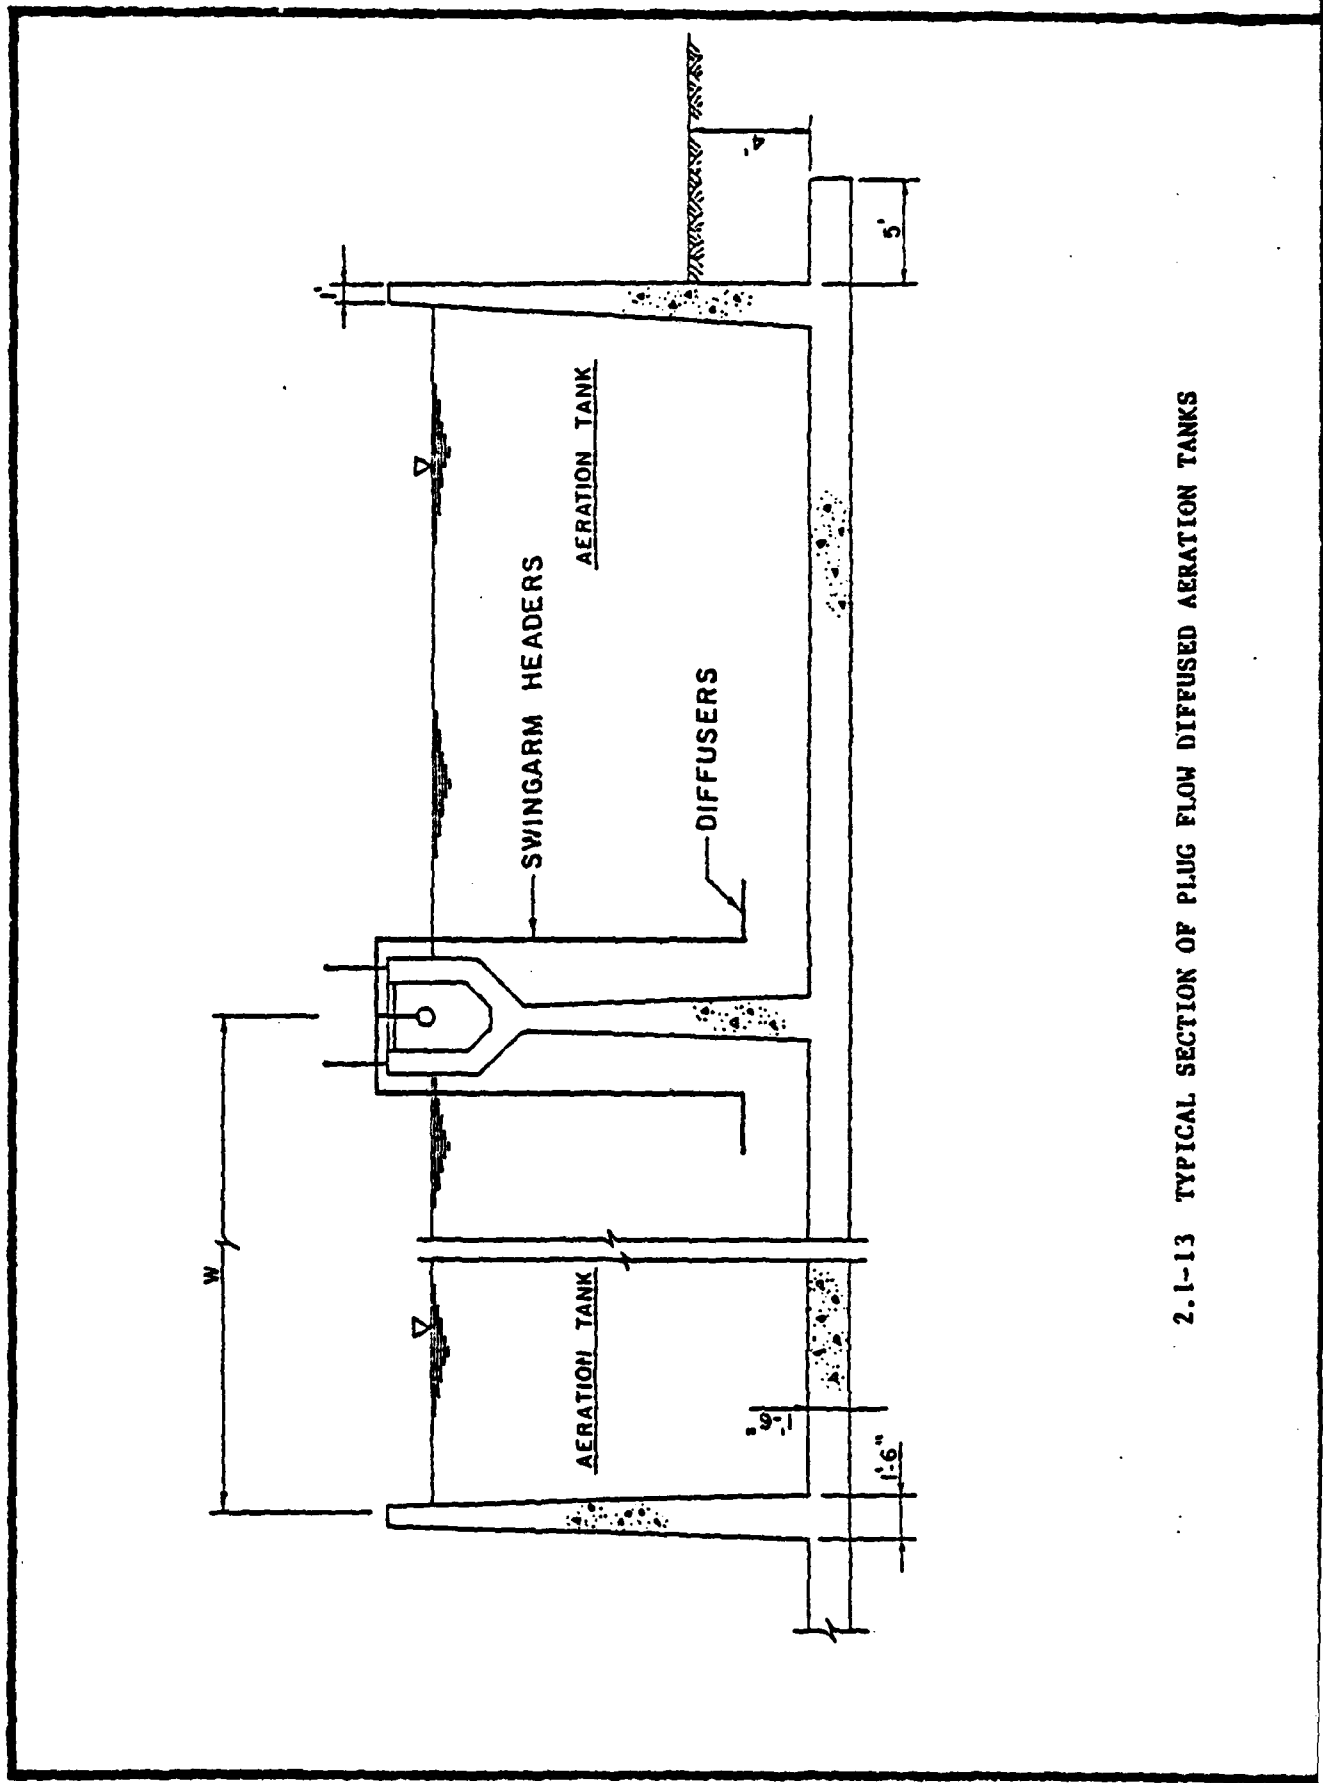 W
1'
4'
SWINGARM HEADERS
AERATION TANK
AERATION TANK
DIFFUSERS
1'-6"
1'-6"
5'
2.1-13 TYPICAL SECTION OF PLUG FLOW DIFFUSED AERATION TANKS